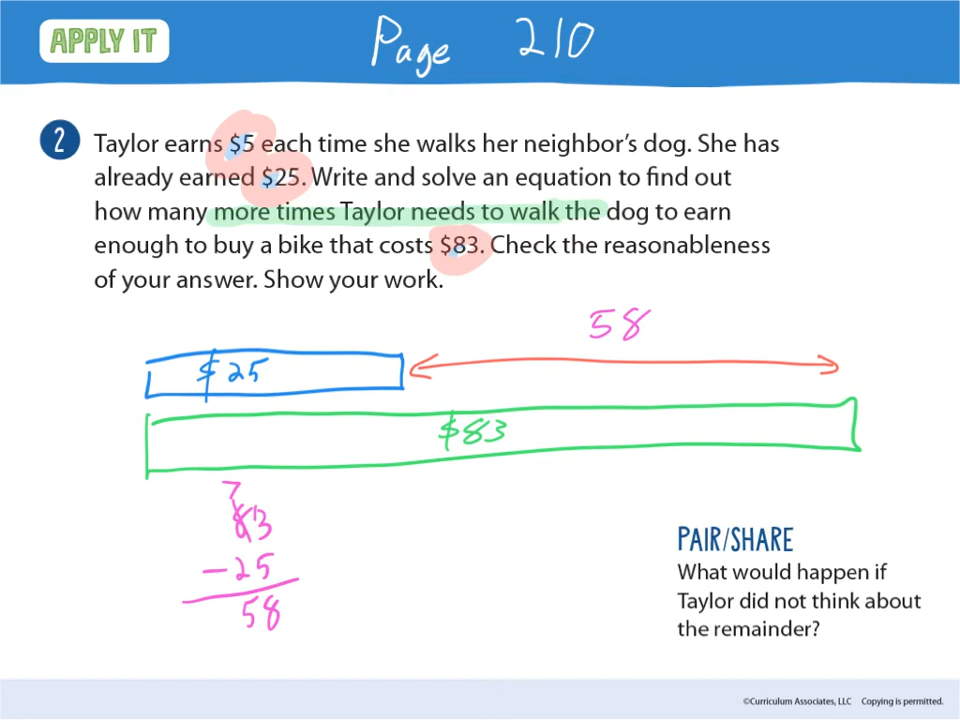 APPLY IT
Page 210
2 Taylor earns $5 each time she walks her neighbor's dog. She has
already earned $25. Write and solve an equation to find out
how many more times Taylor needs to walk the dog to earn
enough to buy a bike that costs $83. Check the reasonableness
of your answer. Show your work.
58
$25
$83
7
83
- 25
58
PAIR/SHARE
What would happen if
Taylor did not think about
the remainder?
©Curriculum Associates, LLC Copying is permitted.